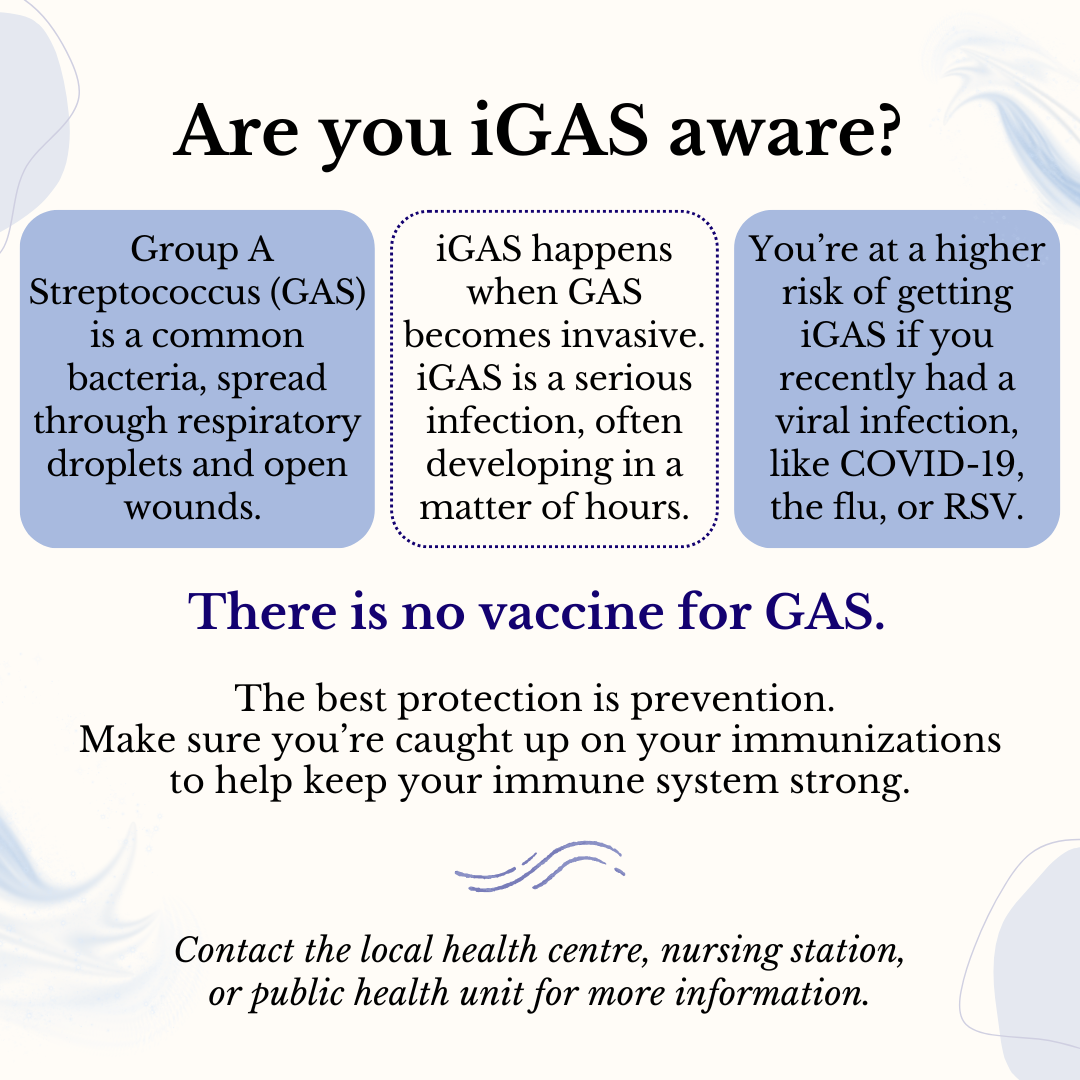 Are you iGAS aware?
Group A
Streptococcus (GAS)
is a common
bacteria, spread
through respiratory
droplets and open
wounds.
iGAS happens
when GAS
becomes invasive.
iGAS is a serious
infection, often
developing in a
matter of hours.
You’re at a higher
risk of getting
iGAS if you
recently had a
viral infection,
like COVID-19,
the flu, or RSV.
There is no vaccine for GAS.
The best protection is prevention.
Make sure you’re caught up on your immunizations
to help keep your immune system strong.
Contact the local health centre, nursing station,
or public health unit for more information.